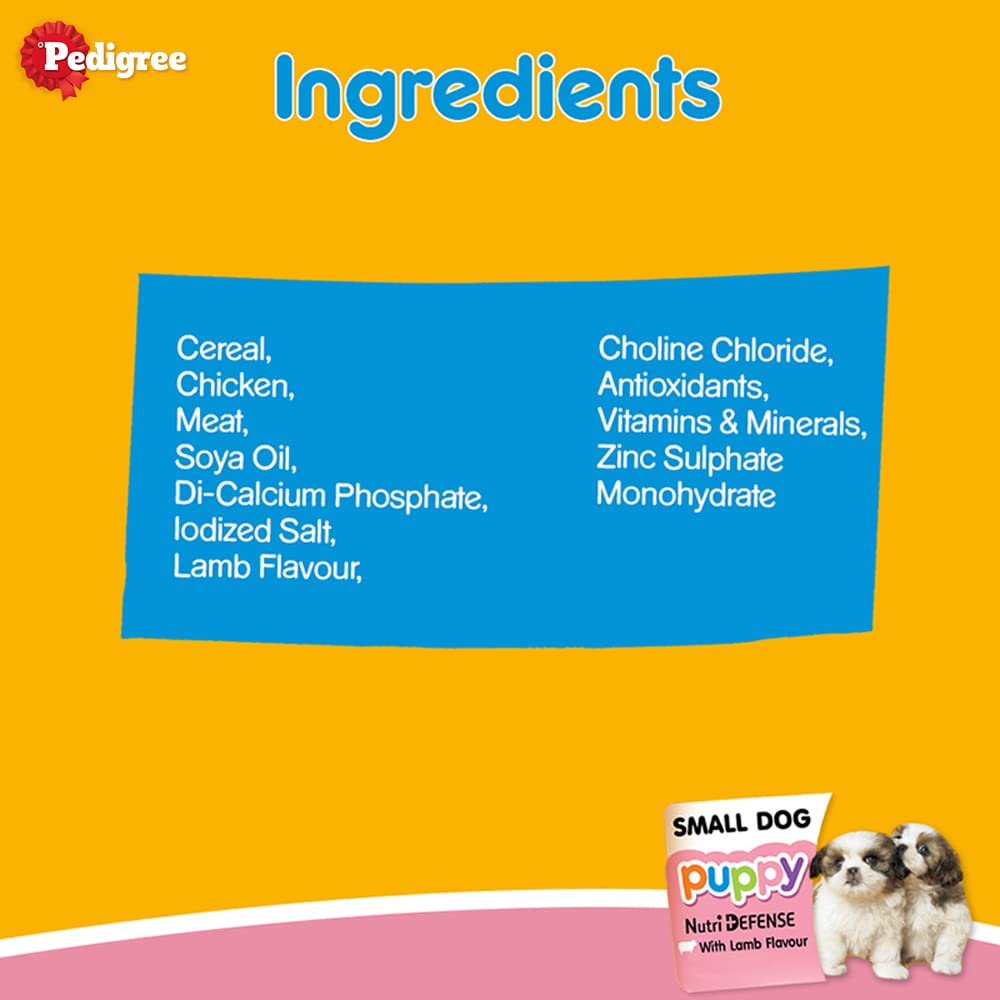 Pedigree
Ingredients
Cereal,
Chicken,
Meat,
Soya Oil,
Di-Calcium Phosphate,
Iodized Salt,
Lamb Flavour,
Choline Chloride,
Antioxidants,
Vitamins & Minerals,
Zinc Sulphate
Monohydrate
SMALL DOG
puppy
Nutri DEFENSE
With Lamb Flavour